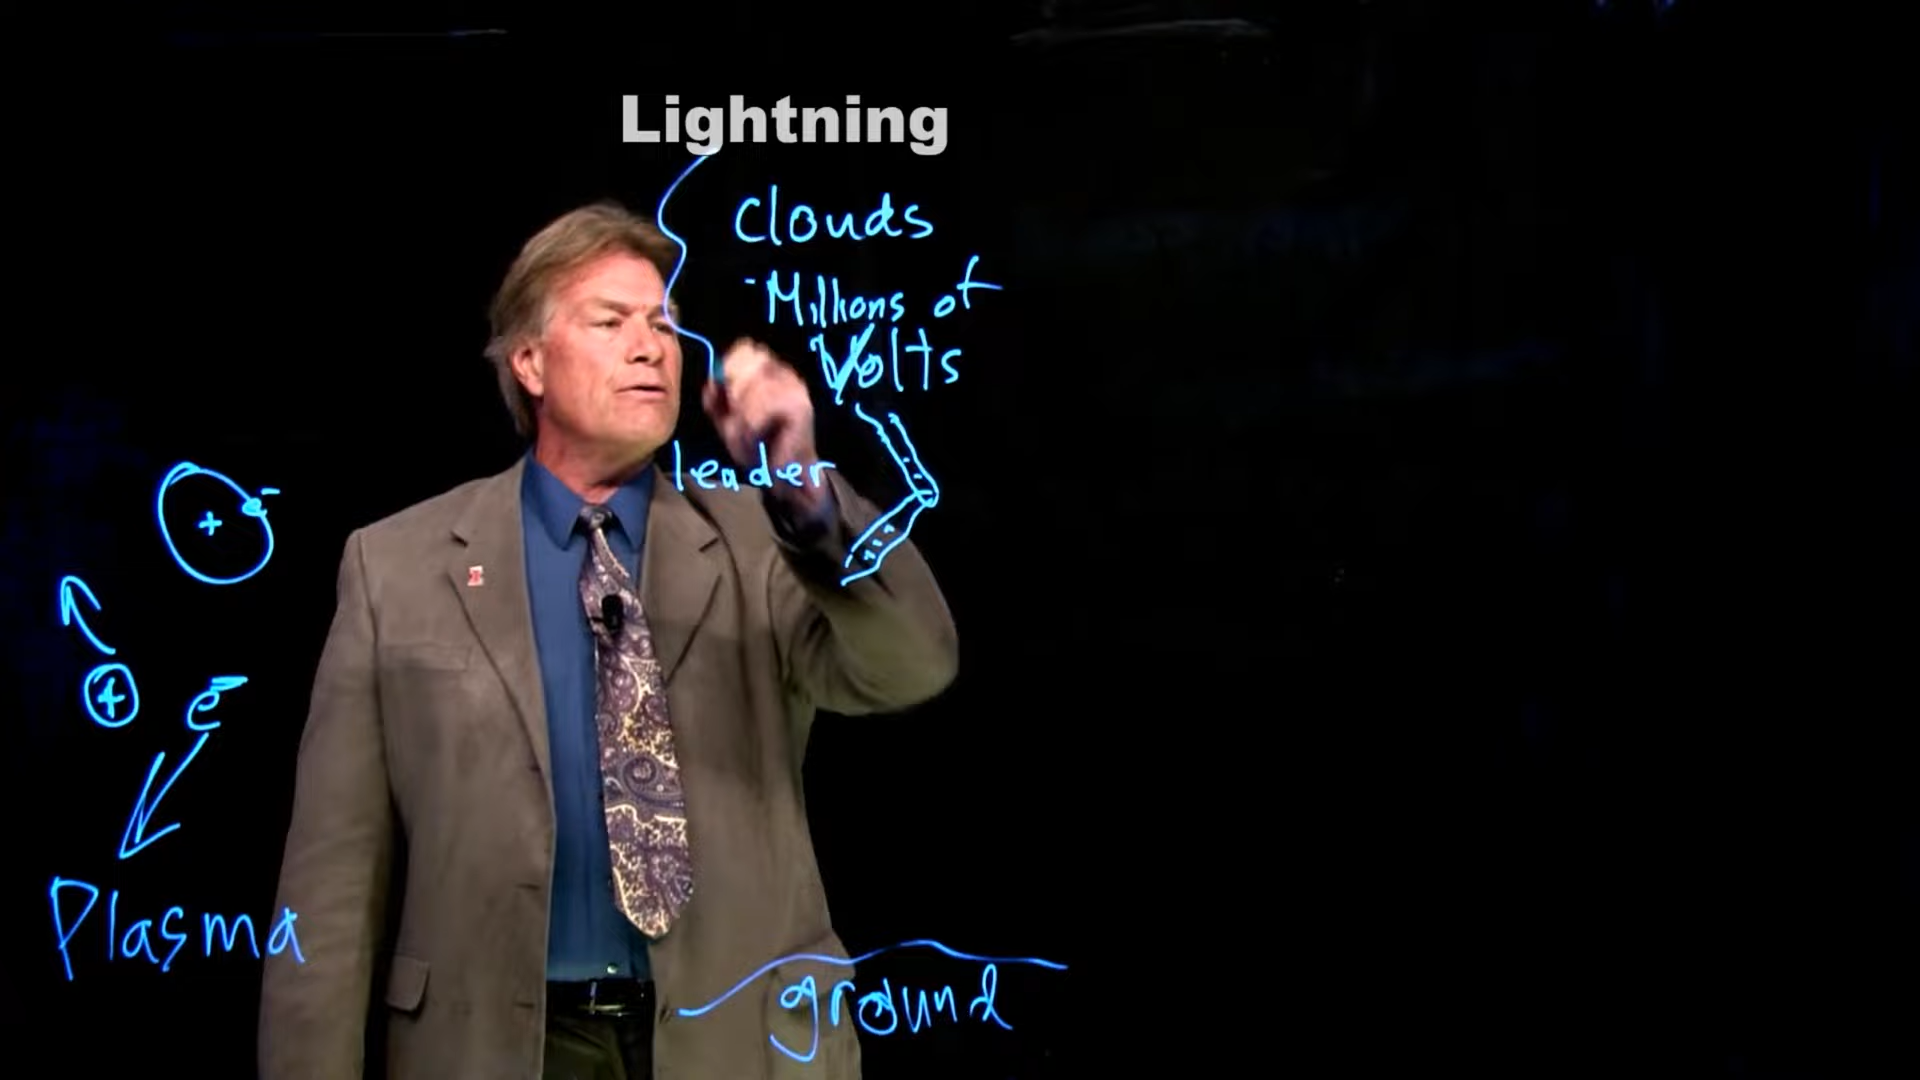 Lightning
Clouds
- Millions of
Volts
leader
+ e-
+ e-
Plasma
ground